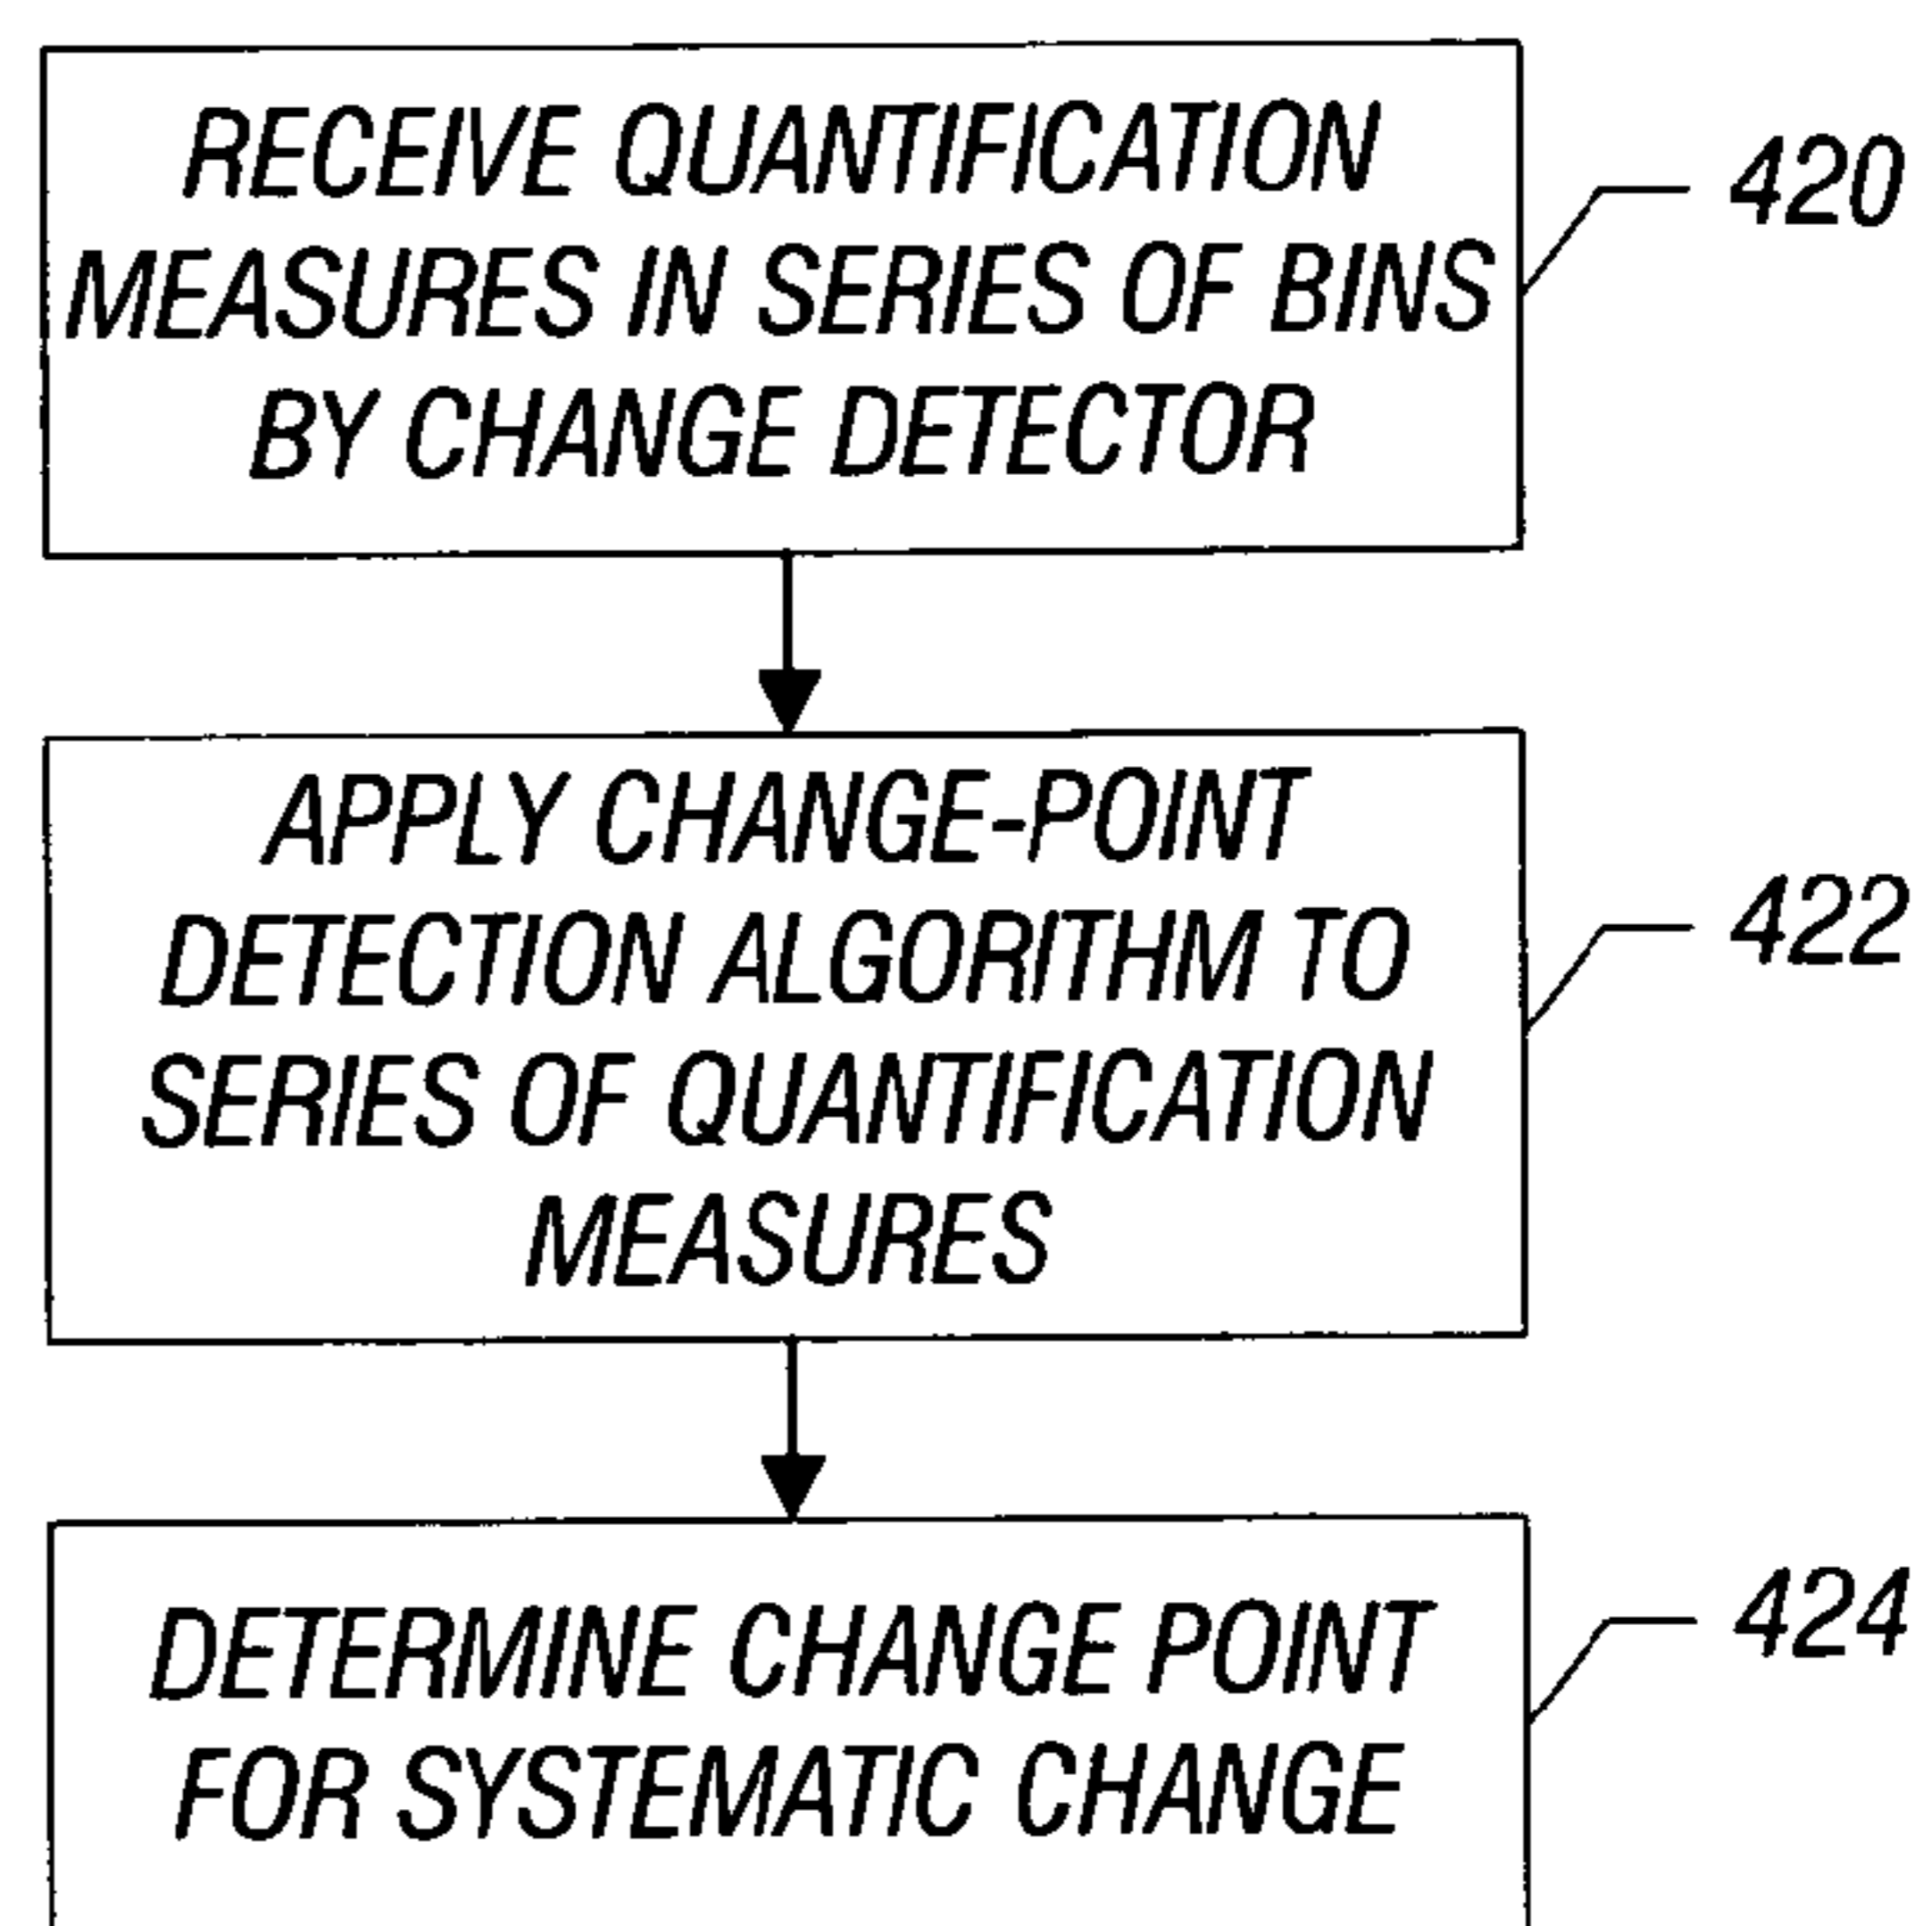 RECEIVE QUANTIFICATION
MEASURES IN SERIES OF BINS
BY CHANGE DETECTOR
420
APPLY CHANGE-POINT
DETECTION ALGORITHM TO
SERIES OF QUANTIFICATION
MEASURES
422
DETERMINE CHANGE POINT
FOR SYSTEMATIC CHANGE
424